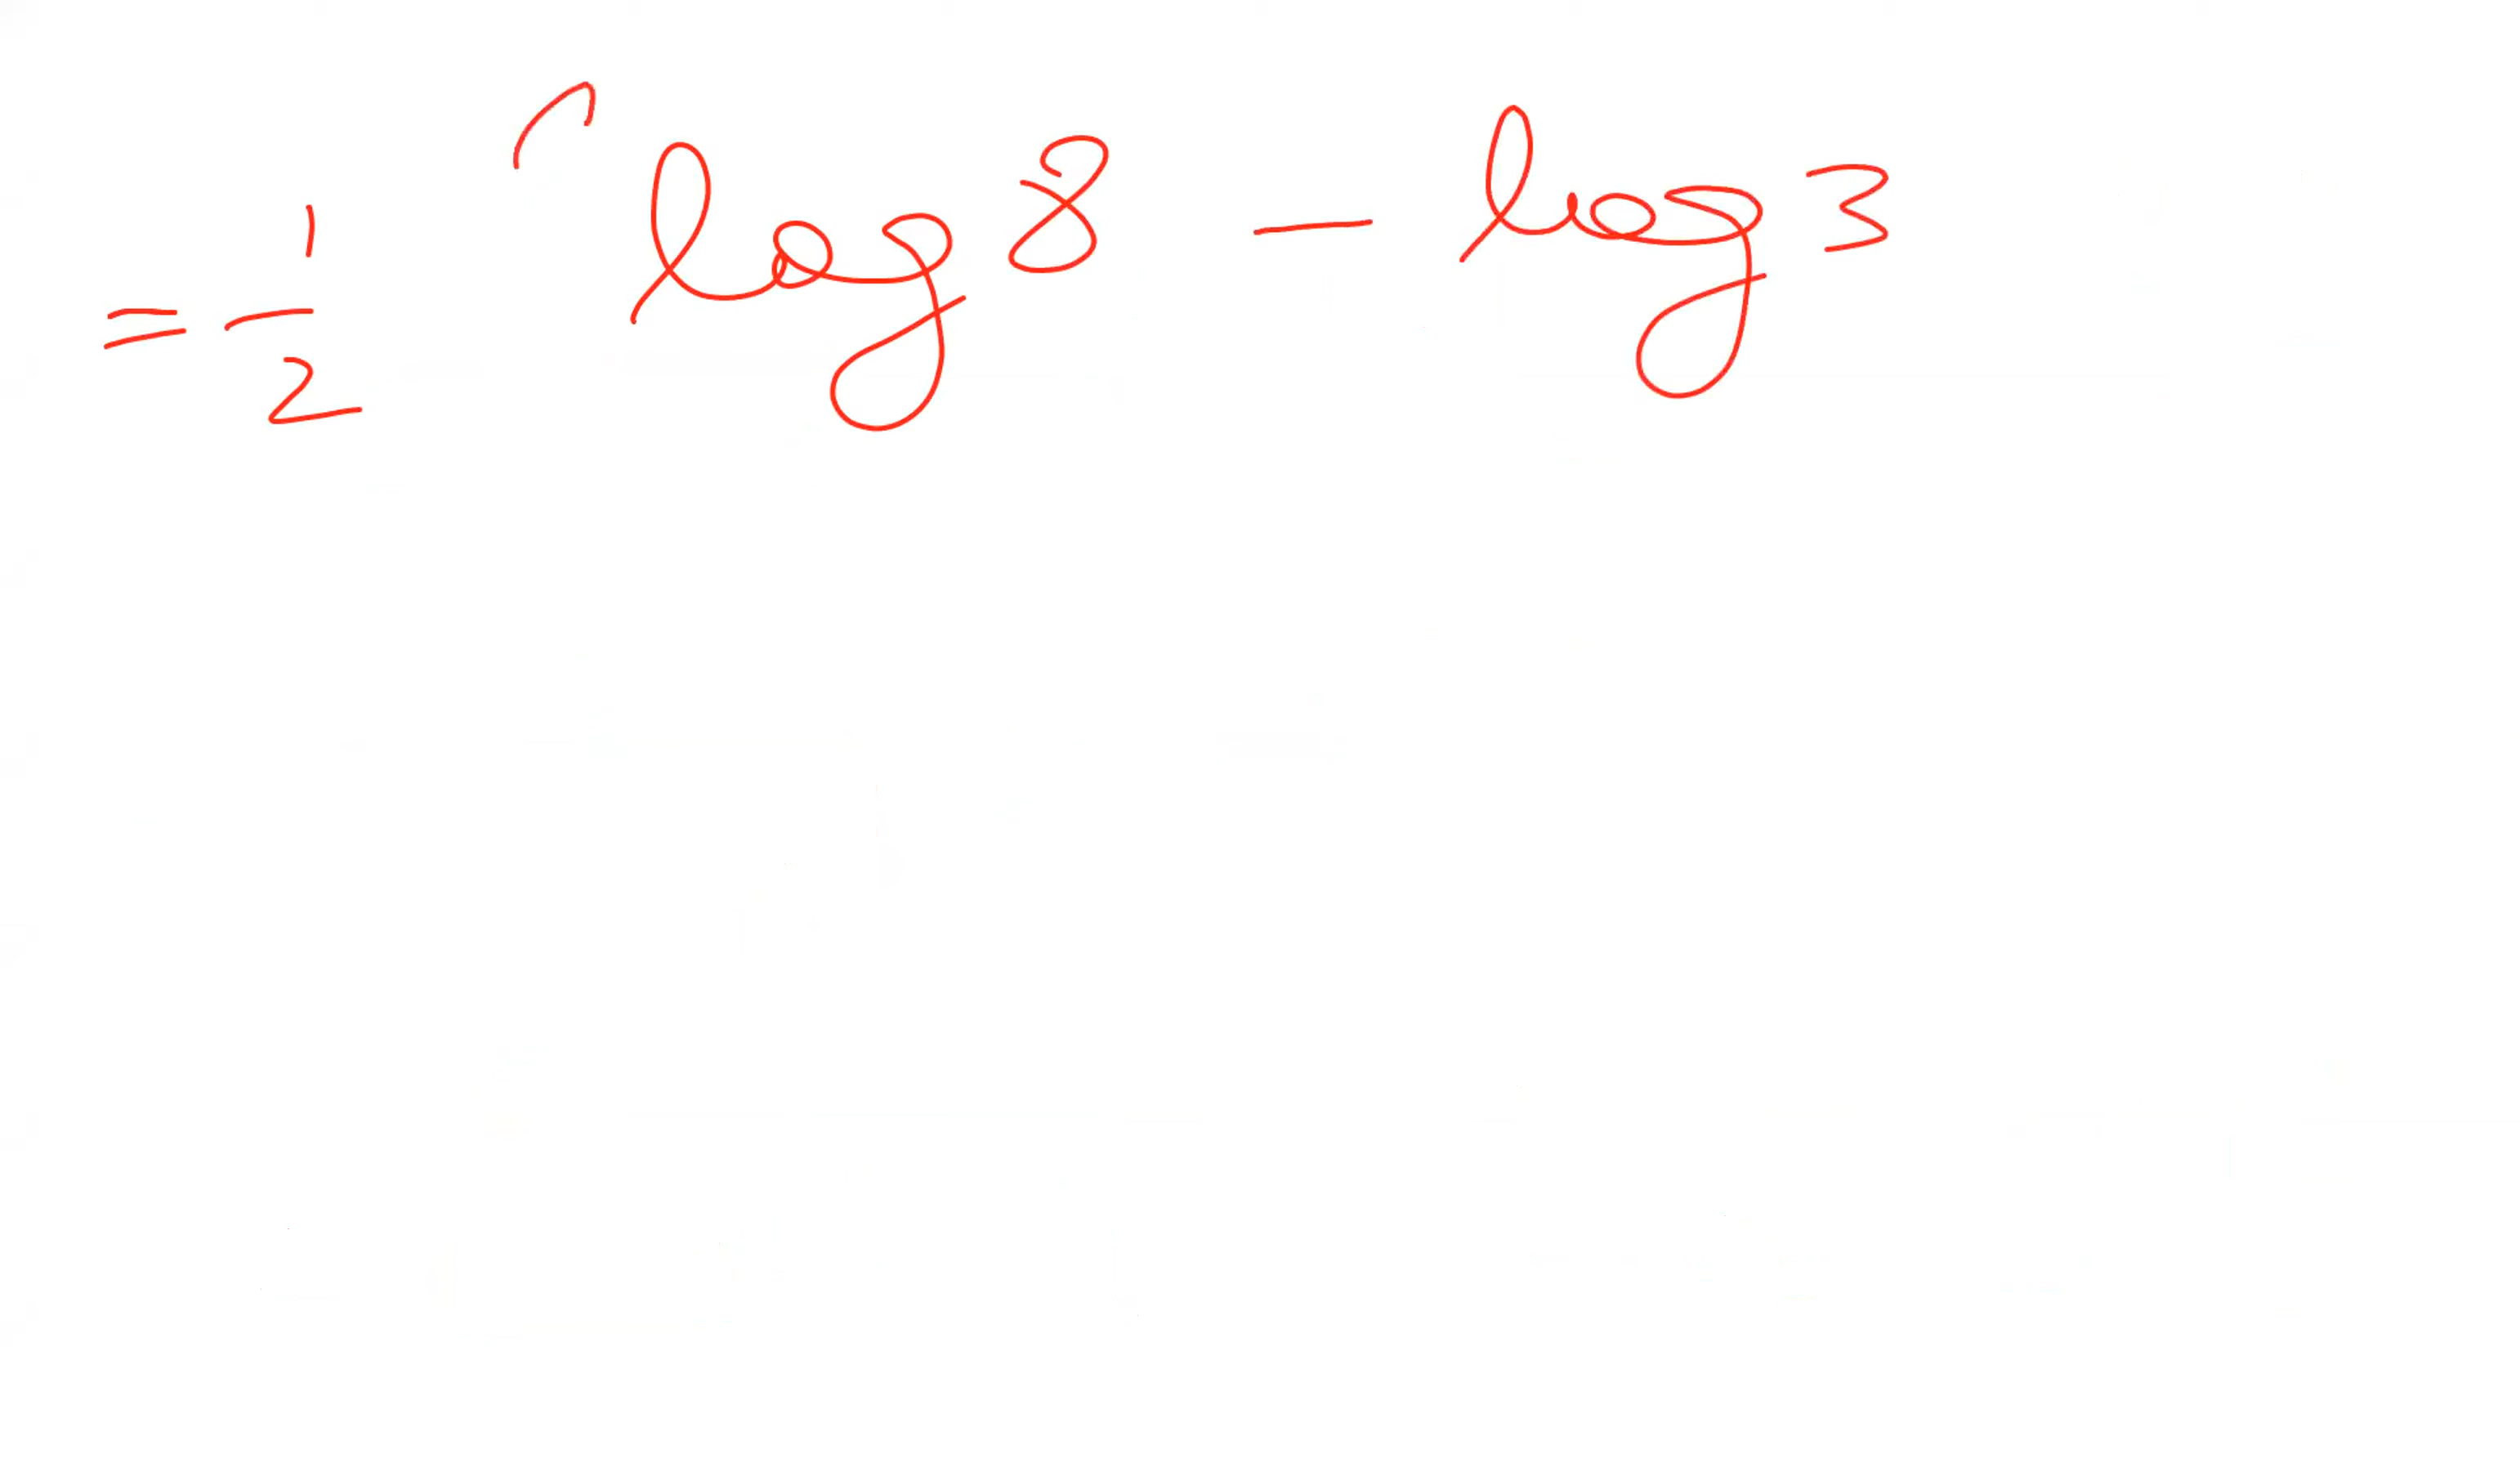 = 1/2 log 8 - log 3